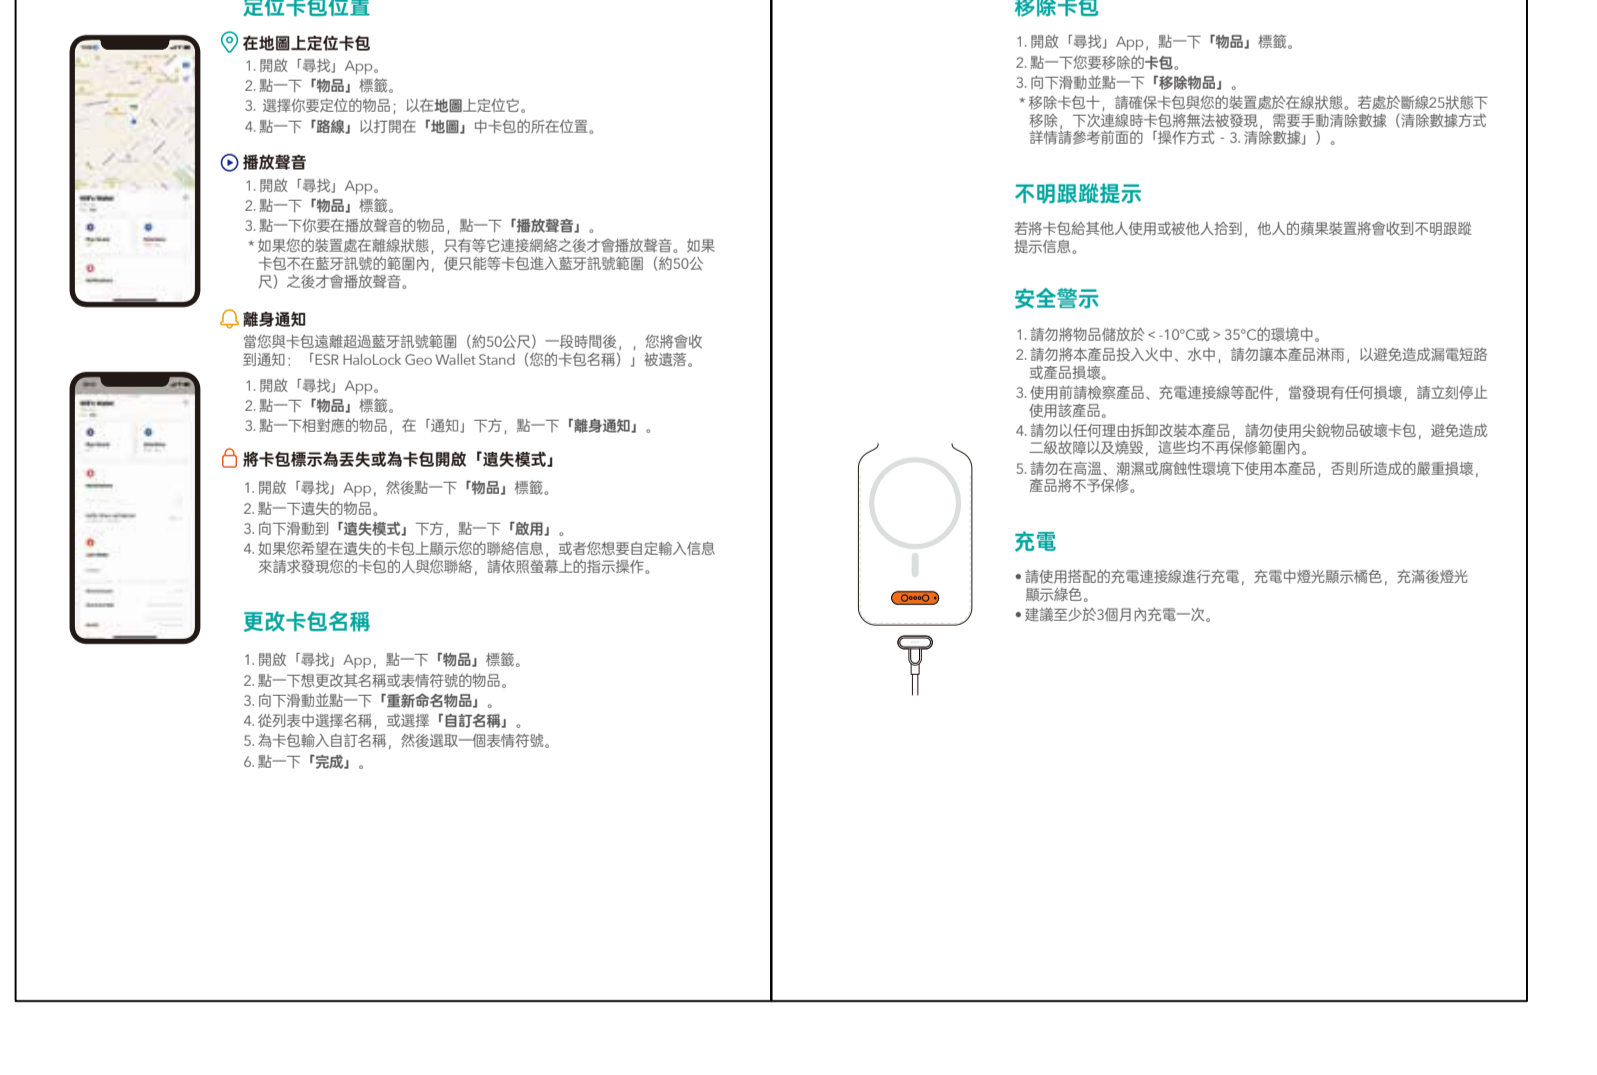 定位卡包位置
在地圖上定位卡包
1. 開啟「尋找」App。
2. 點一下「物品」標籤。
3. 選擇你要定位的物品；以在地圖上定位它。
4. 點一下「路線」以打開在「地圖」中卡包的所在位置。
播放聲音
1. 開啟「尋找」App。
2. 點一下「物品」標籤。
3. 點一下你要在播放聲音的物品，點一下「播放聲音」。
* 如果您的裝置處在離線狀態，只有等它連接網絡之後才會播放聲音。如果
卡包不在藍牙訊號的範圍內，便只能等卡包進入藍牙訊號範圍（約50公
尺）之後才會播放聲音。
離身通知
當您與卡包遠離超過藍牙訊號範圍（約50公尺）一段時間後，，您將會收
到通知：「ESR HaloLock Geo Wallet Stand（您的卡包名稱）」被遺落。
1. 開啟「尋找」App。
2. 點一下「物品」標籤。
3. 點一下相對應的物品，在「通知」下方，點一下「離身通知」。
將卡包標示為丟失或為卡包開啟「遺失模式」
1. 開啟「尋找」App，然後點一下「物品」標籤。
2. 點一下遺失的物品。
3. 向下滑動到「遺失模式」下方，點一下「啟用」。
4. 如果您希望在遺失的卡包上顯示您的聯絡信息，或者您想要自定輸入信息
來請求發現您的卡包的人與您聯絡，請依照螢幕上的指示操作。
更改卡包名稱
1. 開啟「尋找」App，點一下「物品」標籤。
2. 點一下想更改其名稱或表情符號的物品。
3. 向下滑動並點一下「重新命名物品」。
4. 從列表中選擇名稱，或選擇「自訂名稱」。
5. 為卡包輸入自訂名稱，然後選取一個表情符號。
6. 點一下「完成」。
移除卡包
1. 開啟「尋找」App，點一下「物品」標籤。
2. 點一下您要移除的卡包。
3. 向下滑動並點一下「移除物品」。
* 移除卡包十，請確保卡包與您的裝置處於在線狀態。若處於斷線25狀態下
移除，下次連線時卡包將無法被發現，需要手動清除數據（清除數據方式
詳情請參考前面的「操作方式 - 3. 清除數據」）。
不明跟蹤提示
若將卡包給其他人使用或被他人拾到，他人的蘋果裝置將會收到不明跟蹤
提示信息。
安全警示
1. 請勿將物品儲放於 < -10°C或 > 35°C的環境中。
2. 請勿將本產品投入火中、水中，請勿讓本產品淋雨，以避免造成漏電短路
或產品損壞。
3. 使用前請檢察產品、充電連接線等配件，當發現有任何損壞，請立刻停止
使用該產品。
4. 請勿以任何理由拆卸改裝本產品，請勿使用尖銳物品破壞卡包，避免造成
二級故障以及燒毀，這些均不再保修範圍內。
5. 請勿在高溫、潮濕或腐蝕性環境下使用本產品，否則所造成的嚴重損壞，
產品將不予保修。
充電
• 請使用搭配的充電連接線進行充電，充電中燈光顯示橘色，充滿後燈光
顯示綠色。
• 建議至少於3個月內充電一次。